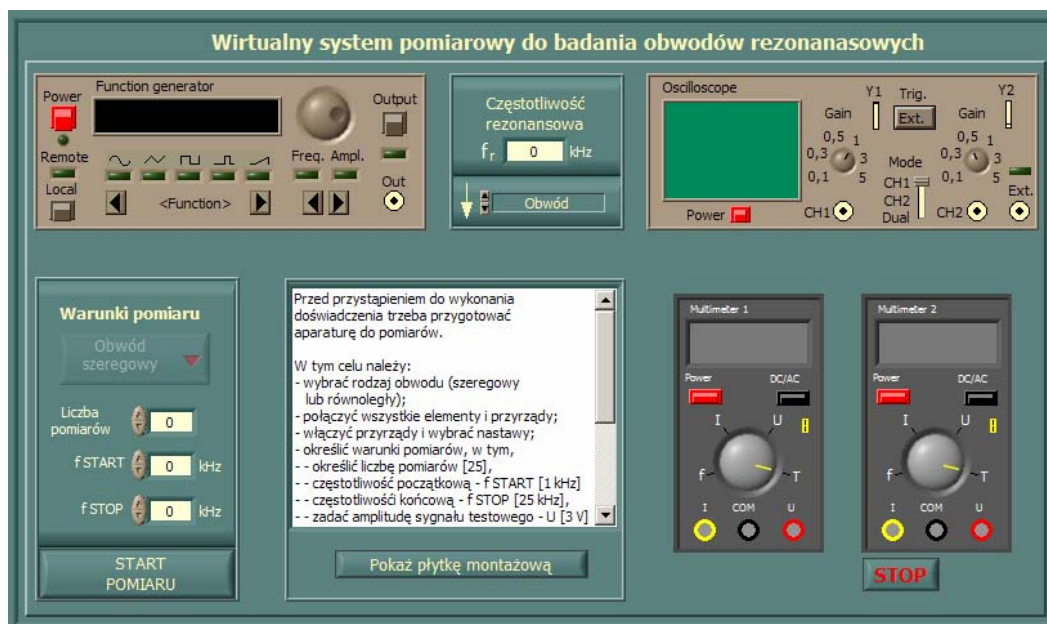 Wirtualny system pomiarowy do badania obwodów rezonanasowych
Function generator
Power
Output
Remote
Freq. Ampl.
Local
<Function>
Out
Częstotliwość
rezonansowa
fr 0 kHz
Obwód
Oscilloscope
Y1
Trig.
Y2
Gain
Ext.
Gain
0,5 1
0,3 3
0,1 5
Mode
CH1
CH2
Dual
0,5 1
0,3 3
0,1 5
Ext.
Power
CH1
CH2
Warunki pomiaru
Obwód
szeregowy
Liczba
pomiarów 0
f START 0 kHz
f STOP 0 kHz
START
POMIARU
Przed przystąpieniem do wykonania
doświadczenia trzeba przygotować
aparaturę do pomiarów.
W tym celu należy:
- wybrać rodzaj obwodu (szeregowy
lub równoległy);
- połączyć wszystkie elementy i przyrządy;
- włączyć przyrządy i wybrać nastawy;
- określić warunki pomiarów, w tym,
- - określić liczbę pomiarów [25],
- - częstotliwość początkową - f START [1 kHz]
- - częstotliwośći końcową - f STOP [25 kHz],
- - zadać amplitudę sygnału testowego - U [3 V]
Pokaż płytkę montażową
Multimeter 1
Power DC/AC
I U
f T
I COM U
Multimeter 2
Power DC/AC
I U
f T
I COM U
STOP